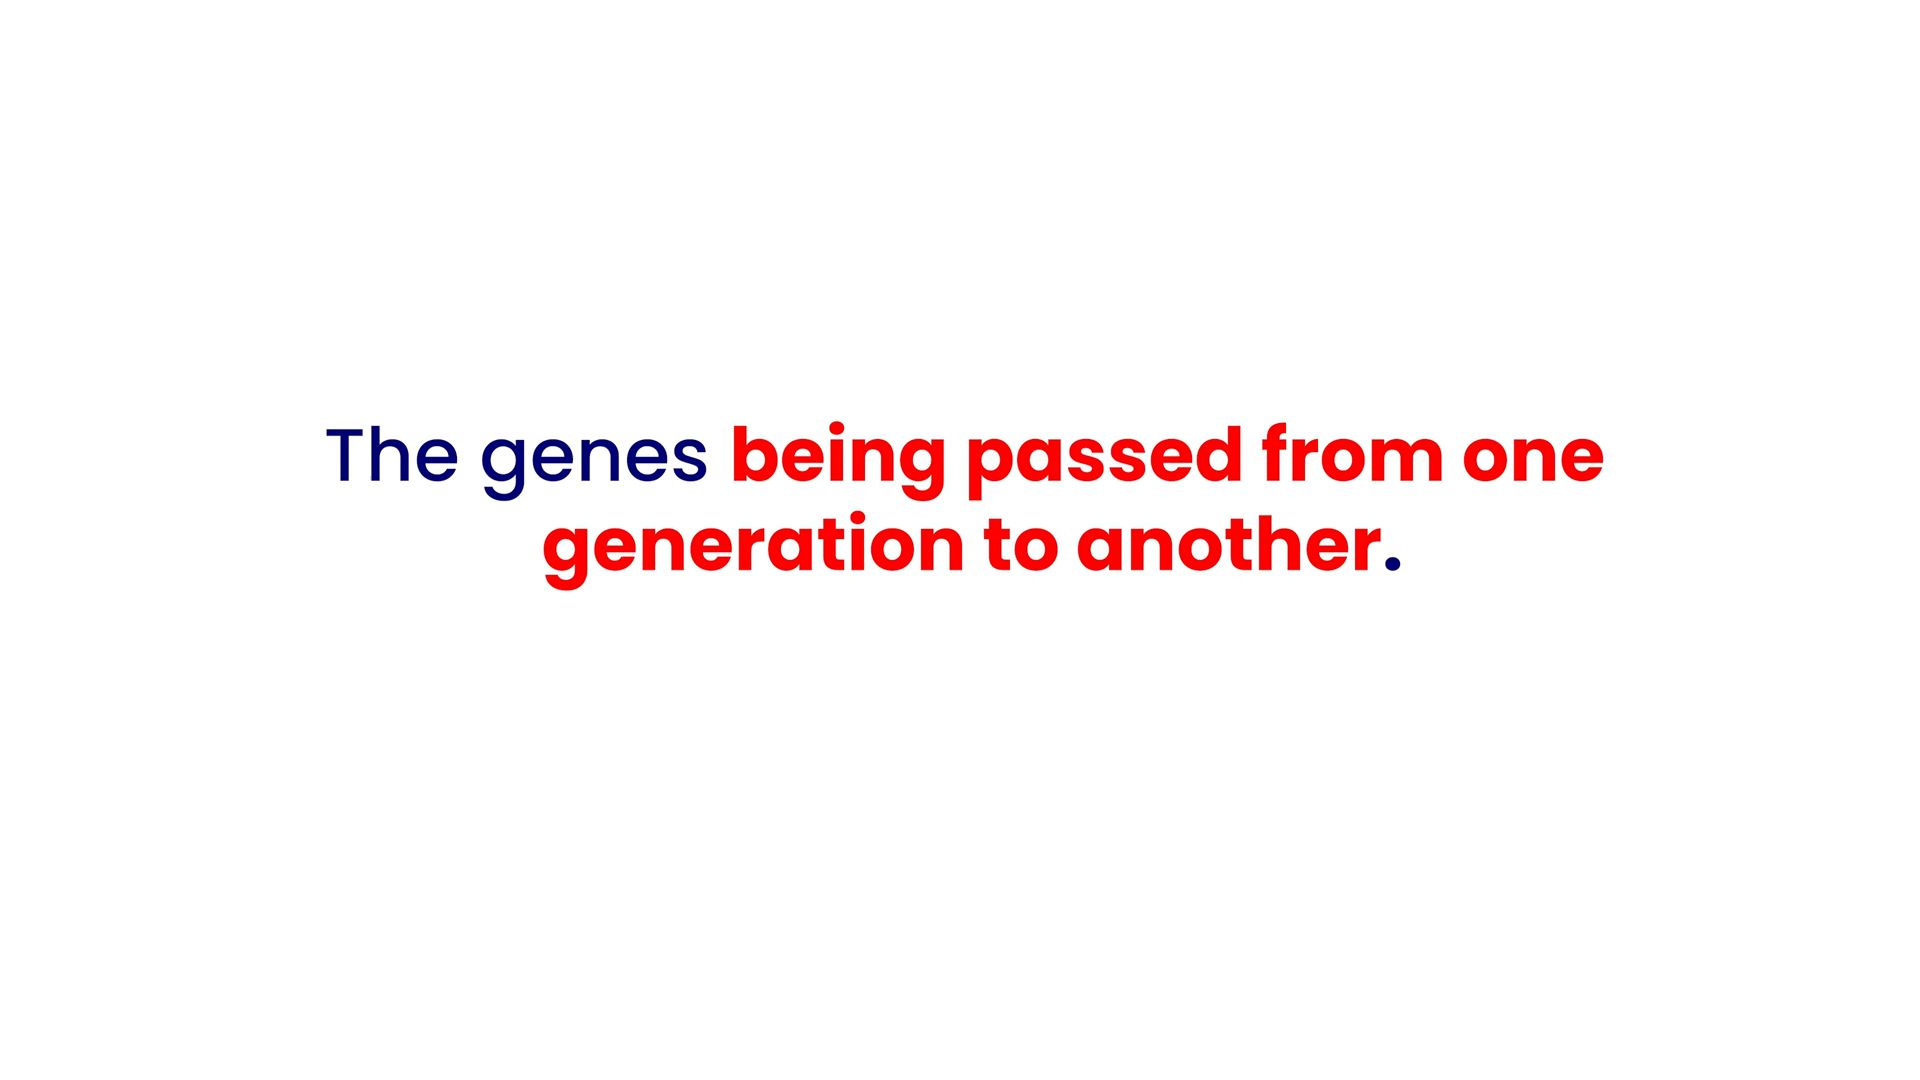 The genes being passed from one
generation to another.